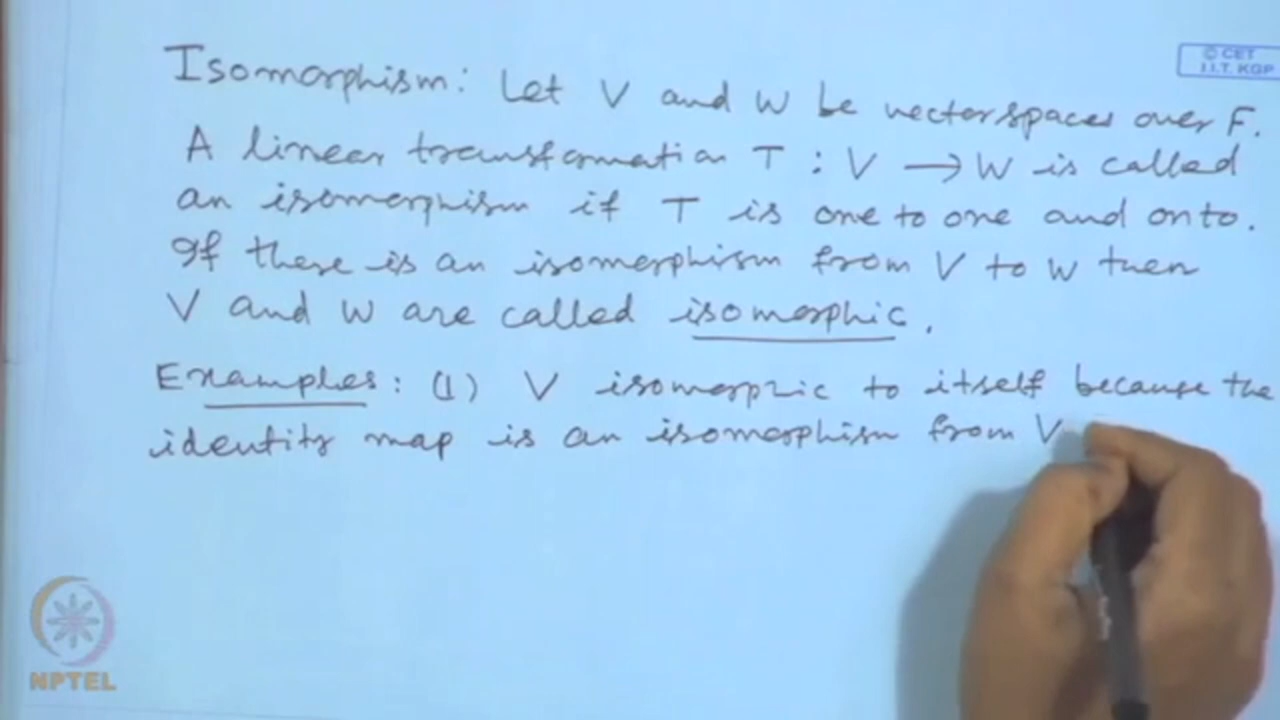 © CET
I.I.T. KGP
Isomorphism: Let V and W be vector spaces over F.
A linear transformation T : V → W is called
an isomorphism if T is one to one and onto.
If there is an isomorphism from V to W then
V and W are called isomorphic.
Examples: (1) V isomorphic to itself because the
identity map is an isomorphism from V
NPTEL